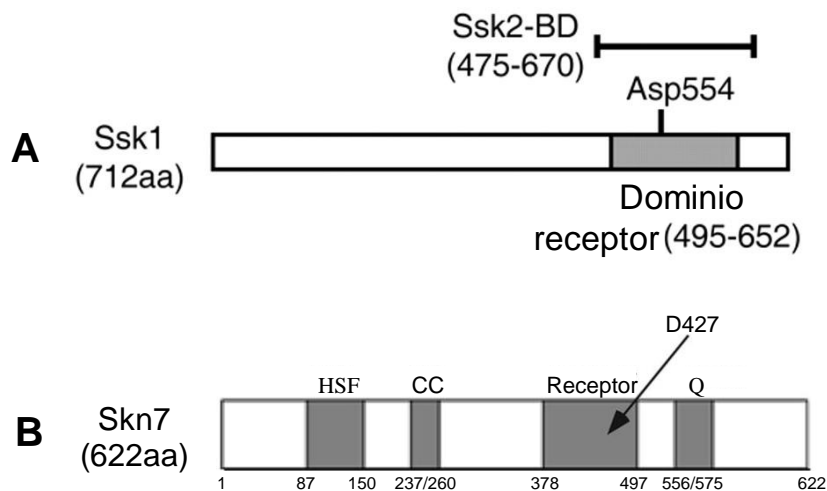 Ssk2-BD
(475-670)
Asp554
A
Ssk1
(712aa)
Dominio
receptor (495-652)
D427
HSF CC Receptor Q
B
Skn7
(622aa)
1 87 150 237/260 378 497 556/575 622